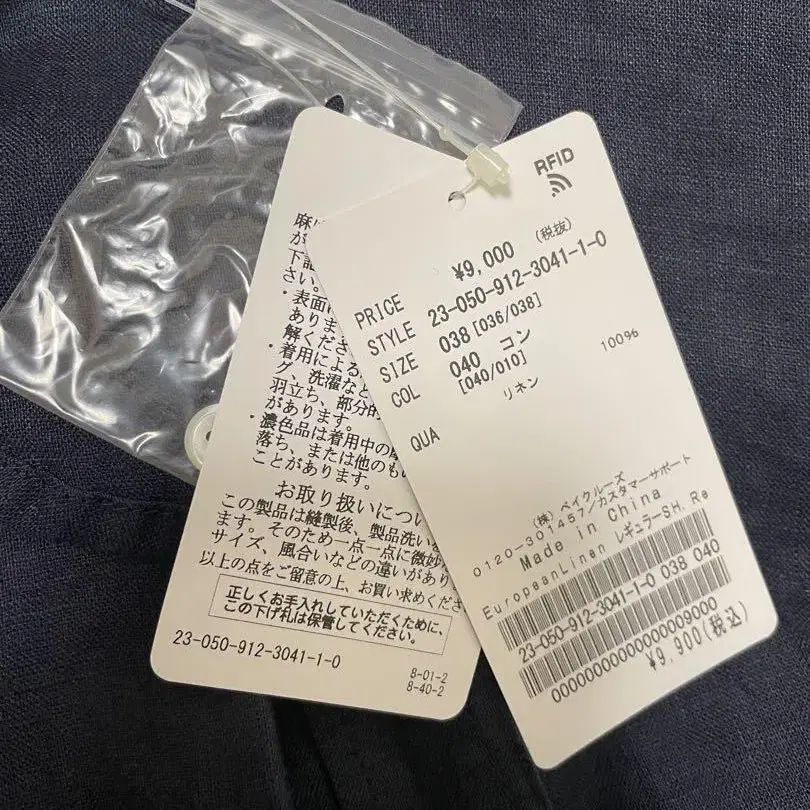 麻
が
下記
さい。
・表面に
ありま
解くださ
・着用による
グ、洗濯など
羽立ち、部分的
があります。
・濃色品は着用中の摩
落ち、または他のもの
ことがあります。
お取り扱いについ
この製品は縫製後、製品洗い
ます。そのため一点一点に微妙
サイズ、風合いなどの違いがあり
以上の点をご留意の上、お買い求めくださ
正しくお手入れしていただくために、
この下げ札は保管してください。
23-050-912-3041-1-0
8-01-2
8-40-2
RFID
PRICE ¥9,000 (税抜)
STYLE 23-050-912-3041-1-0
SIZE 038 [036/038]
COL 040 コン
[040/010]
QUA リネン 100%
(株) ベイクルーズ
0120-301457/カスタマーサポート
Made in China
EuropeanLinen レギュラーSH. Re
23-050-912-3041-1-0 038 040
0000000000000000009000
¥9,900(税込)